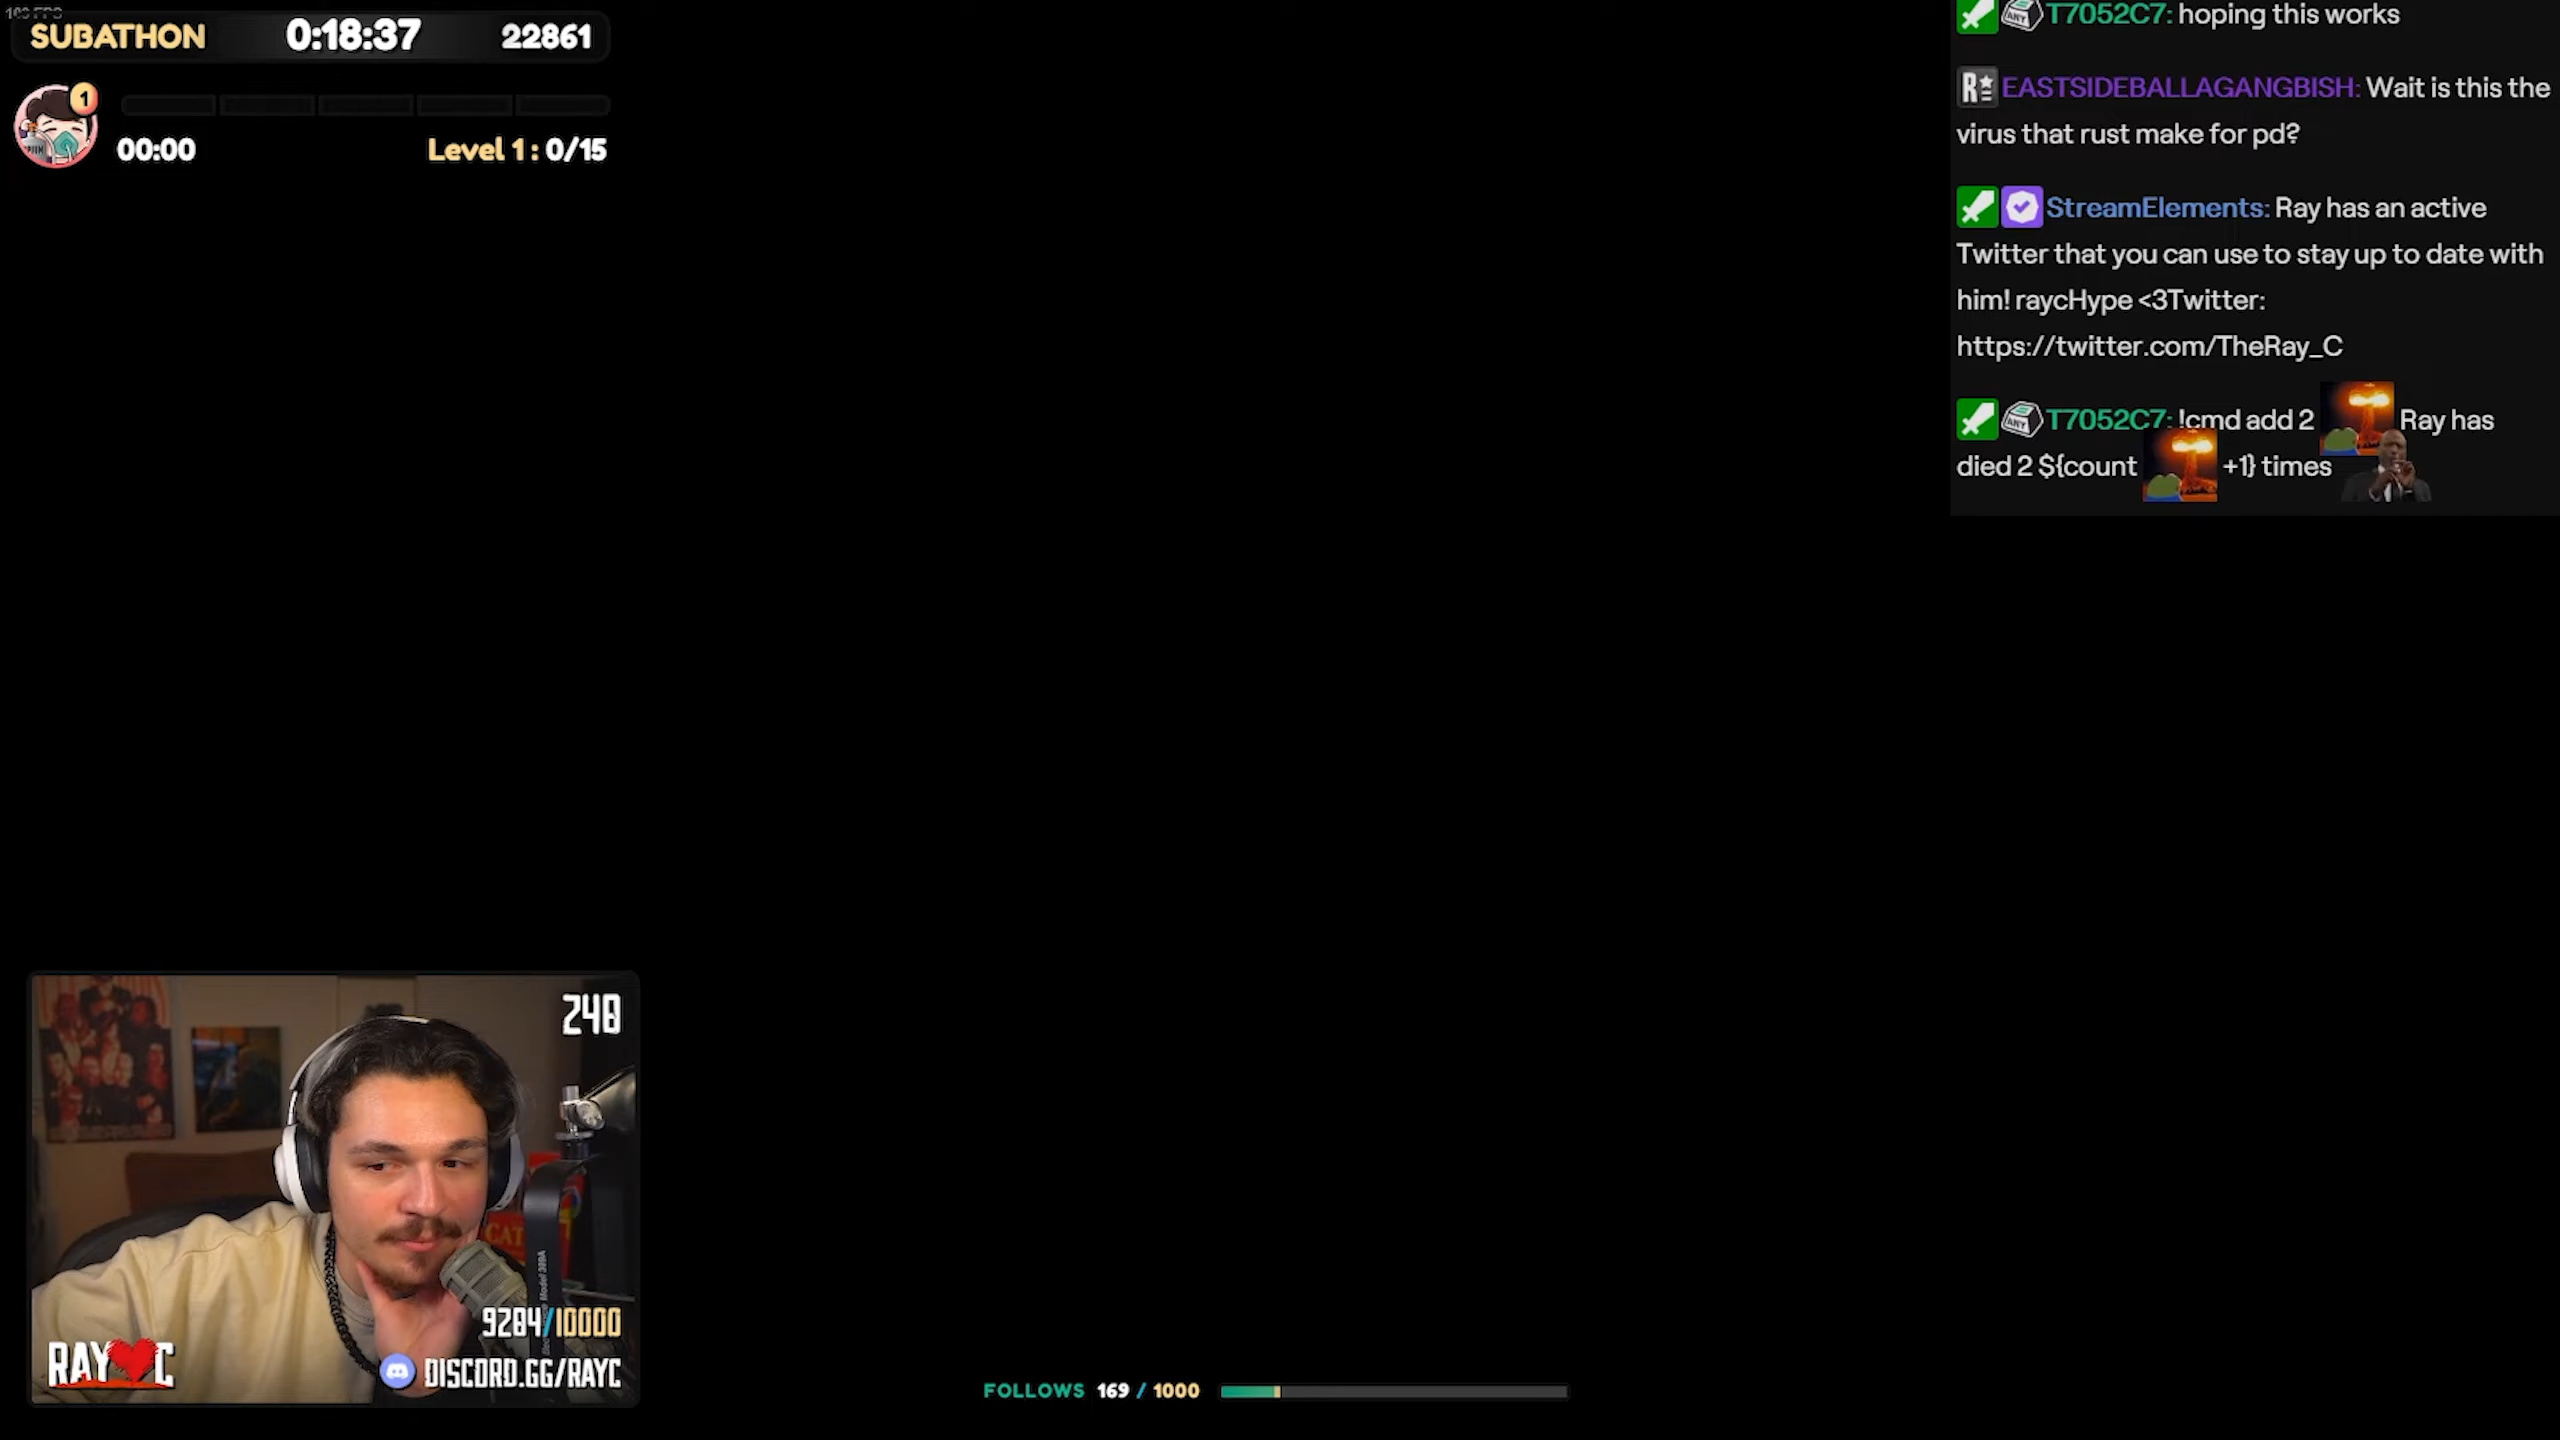 SUBATHON 0:18:37 22861
1
00:00 Level 1 : 0/15
T7052C7: hoping this works
EASTSIDEBALLAGANGBISH: Wait is this the
virus that rust make for pd?
StreamElements: Ray has an active
Twitter that you can use to stay up to date with
him! raycHype <3Twitter:
https://twitter.com/TheRay_C
T7052C7: !cmd add 2 Ray has
died 2 ${count +1} times
240
9284/10000
RAY C
DISCORD.GG/RAYC
FOLLOWS 169 / 1000